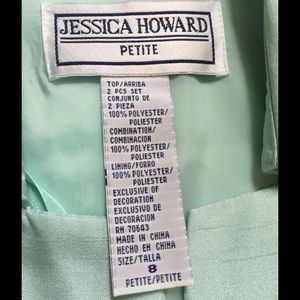 JESSICA HOWARD
PETITE
TOP/ARRIBA
2 PCS SET
CONJUNTO DE
2 PIEZA
100% POLYESTER/
POLIESTER
COMBINATION/
COMBINACION
100% POLYESTER/
POLIESTER
LINING/FORRO
100% POLYESTER/
POLIESTER
EXCLUSIVE OF
DECORATION
EXCLUSIVO DE
DECORACION
RN 70643
MADE IN CHINA
HECHO EN CHINA
SIZE/TALLA
8
PETITE/PETITE